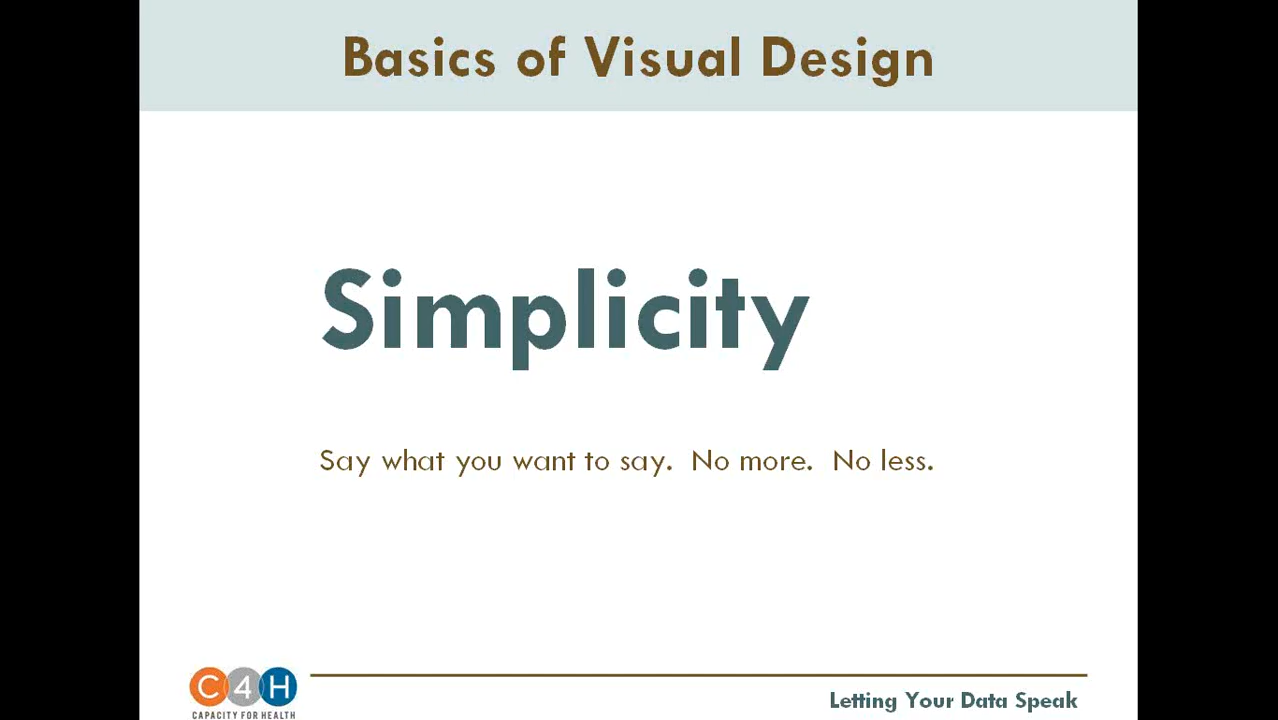 Basics of Visual Design
Simplicity
Say what you want to say. No more. No less.
C4H
CAPACITY FOR HEALTH
Letting Your Data Speak